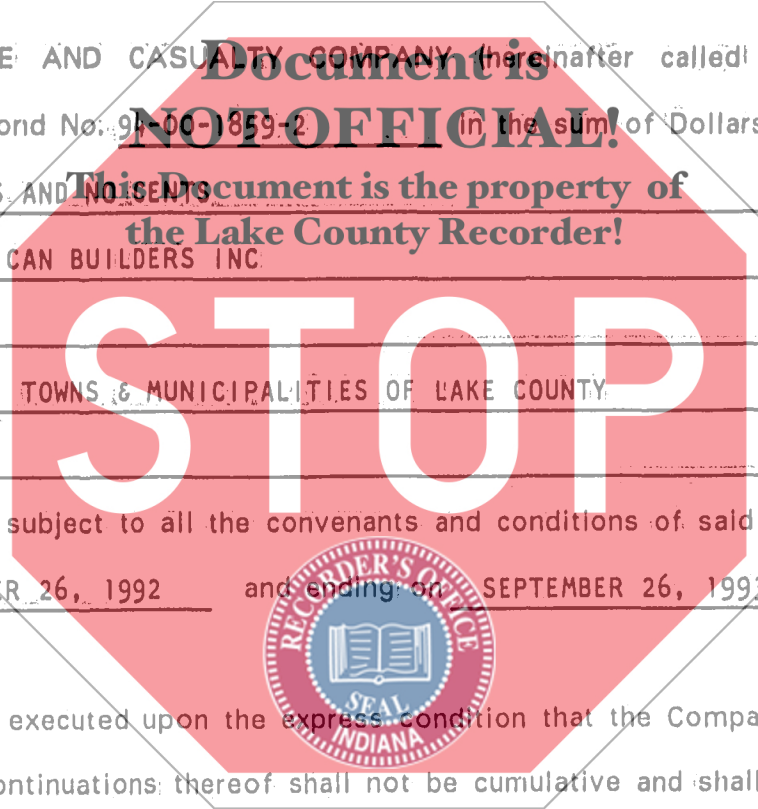 E AND CASUALTY COMPANY (hereinafter called
Document is
ond No. 94-00-1859-2 in the sum of Dollars
NOT OFFICIAL!
S AND NO CENTS
This Document is the property of
the Lake County Recorder!
CAN BUILDERS INC
STOP
TOWNS & MUNICIPALITIES OF LAKE COUNTY
subject to all the convenants and conditions of said
R 26, 1992 and ending on SEPTEMBER 26, 1993
RECORDER'S OFFICE
SEAL
INDIANA
executed upon the express condition that the Compa
ontinuations thereof shall not be cumulative and shall